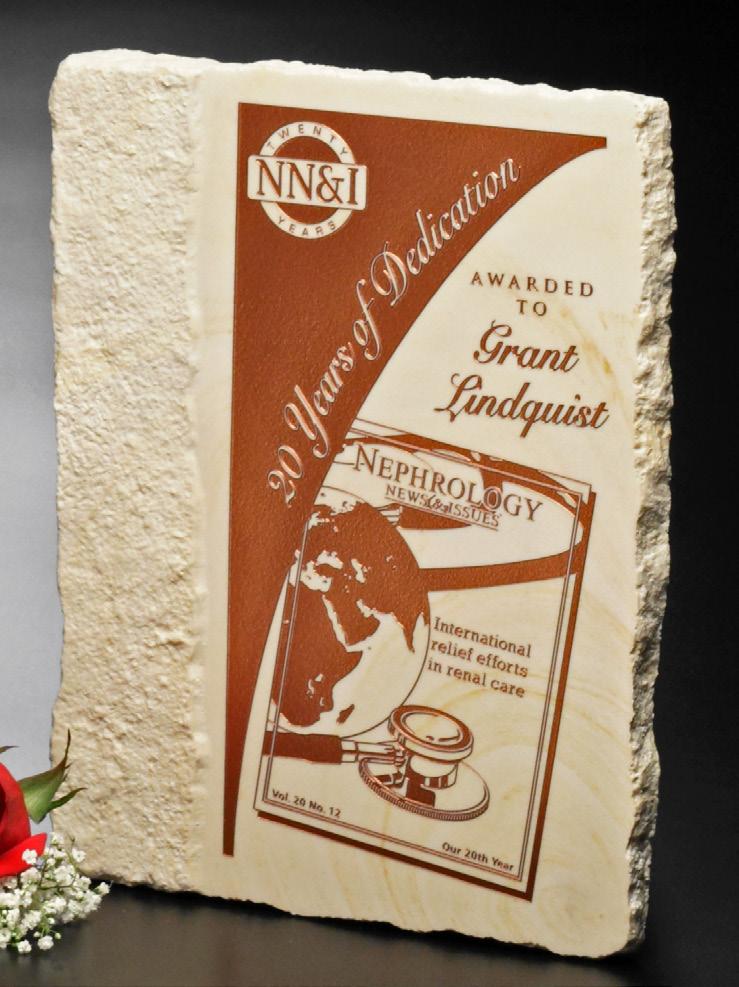 TWENTY
NN&I
YEARS
20 Years of Dedication
AWARDED
TO
Grant
Lindquist
NEPHROLOGY
NEWS&ISSUES
International
relief efforts
in renal care
Vol. 20 No. 12
Our 20th Year